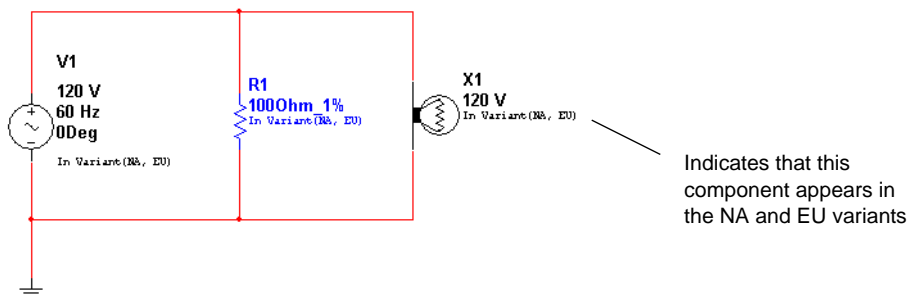 V1
120 V
60 Hz
0Deg
In Variant(NA, EU)
R1
100Ohm_1%
In Variant(NA, EU)
X1
120 V
In Variant(NA, EU)
Indicates that this
component appears in
the NA and EU variants